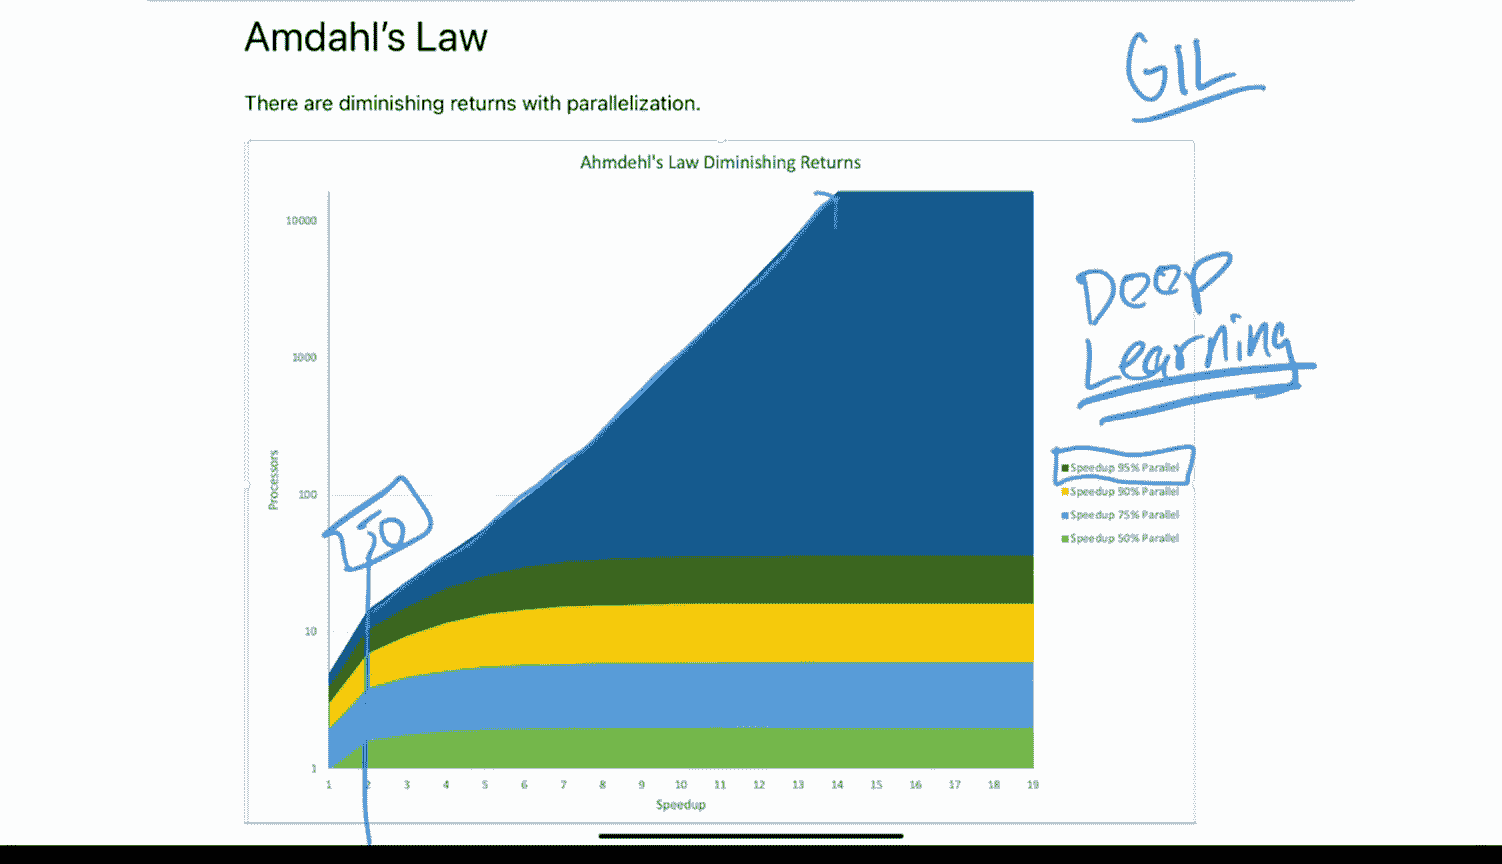 Amdahl's Law
GIL
There are diminishing returns with parallelization.
Ahmdehl's Law Diminishing Returns
10000
1000
100
10
1
Processors
50
Deep
Learning
Speedup 95% Parallel
Speedup 90% Parallel
Speedup 75% Parallel
Speedup 50% Parallel
1 2 3 4 5 6 7 8 9 10 11 12 13 14 15 16 17 18 19
Speedup